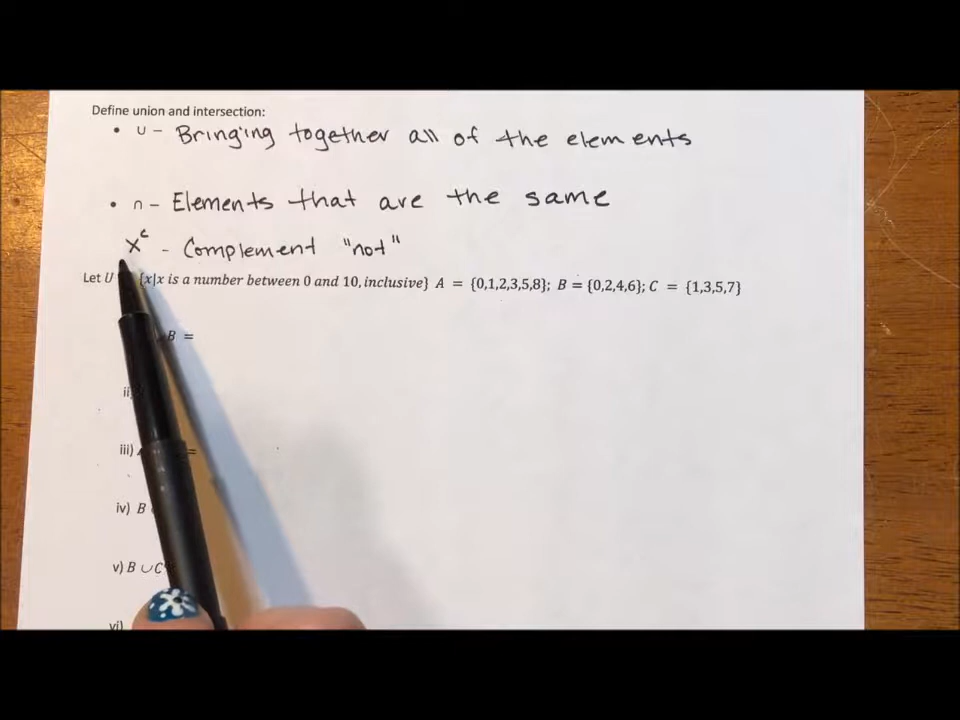 Define union and intersection:
• ∪ – Bringing together all of the elements
• ∩ – Elements that are the same
xᶜ – Complement "not"
Let U {x|x is a number between 0 and 10, inclusive} A = {0,1,2,3,5,8}; B = {0,2,4,6}; C = {1,3,5,7}
B =
ii)
iii) =
iv) B
v) B ∪ C
vi)